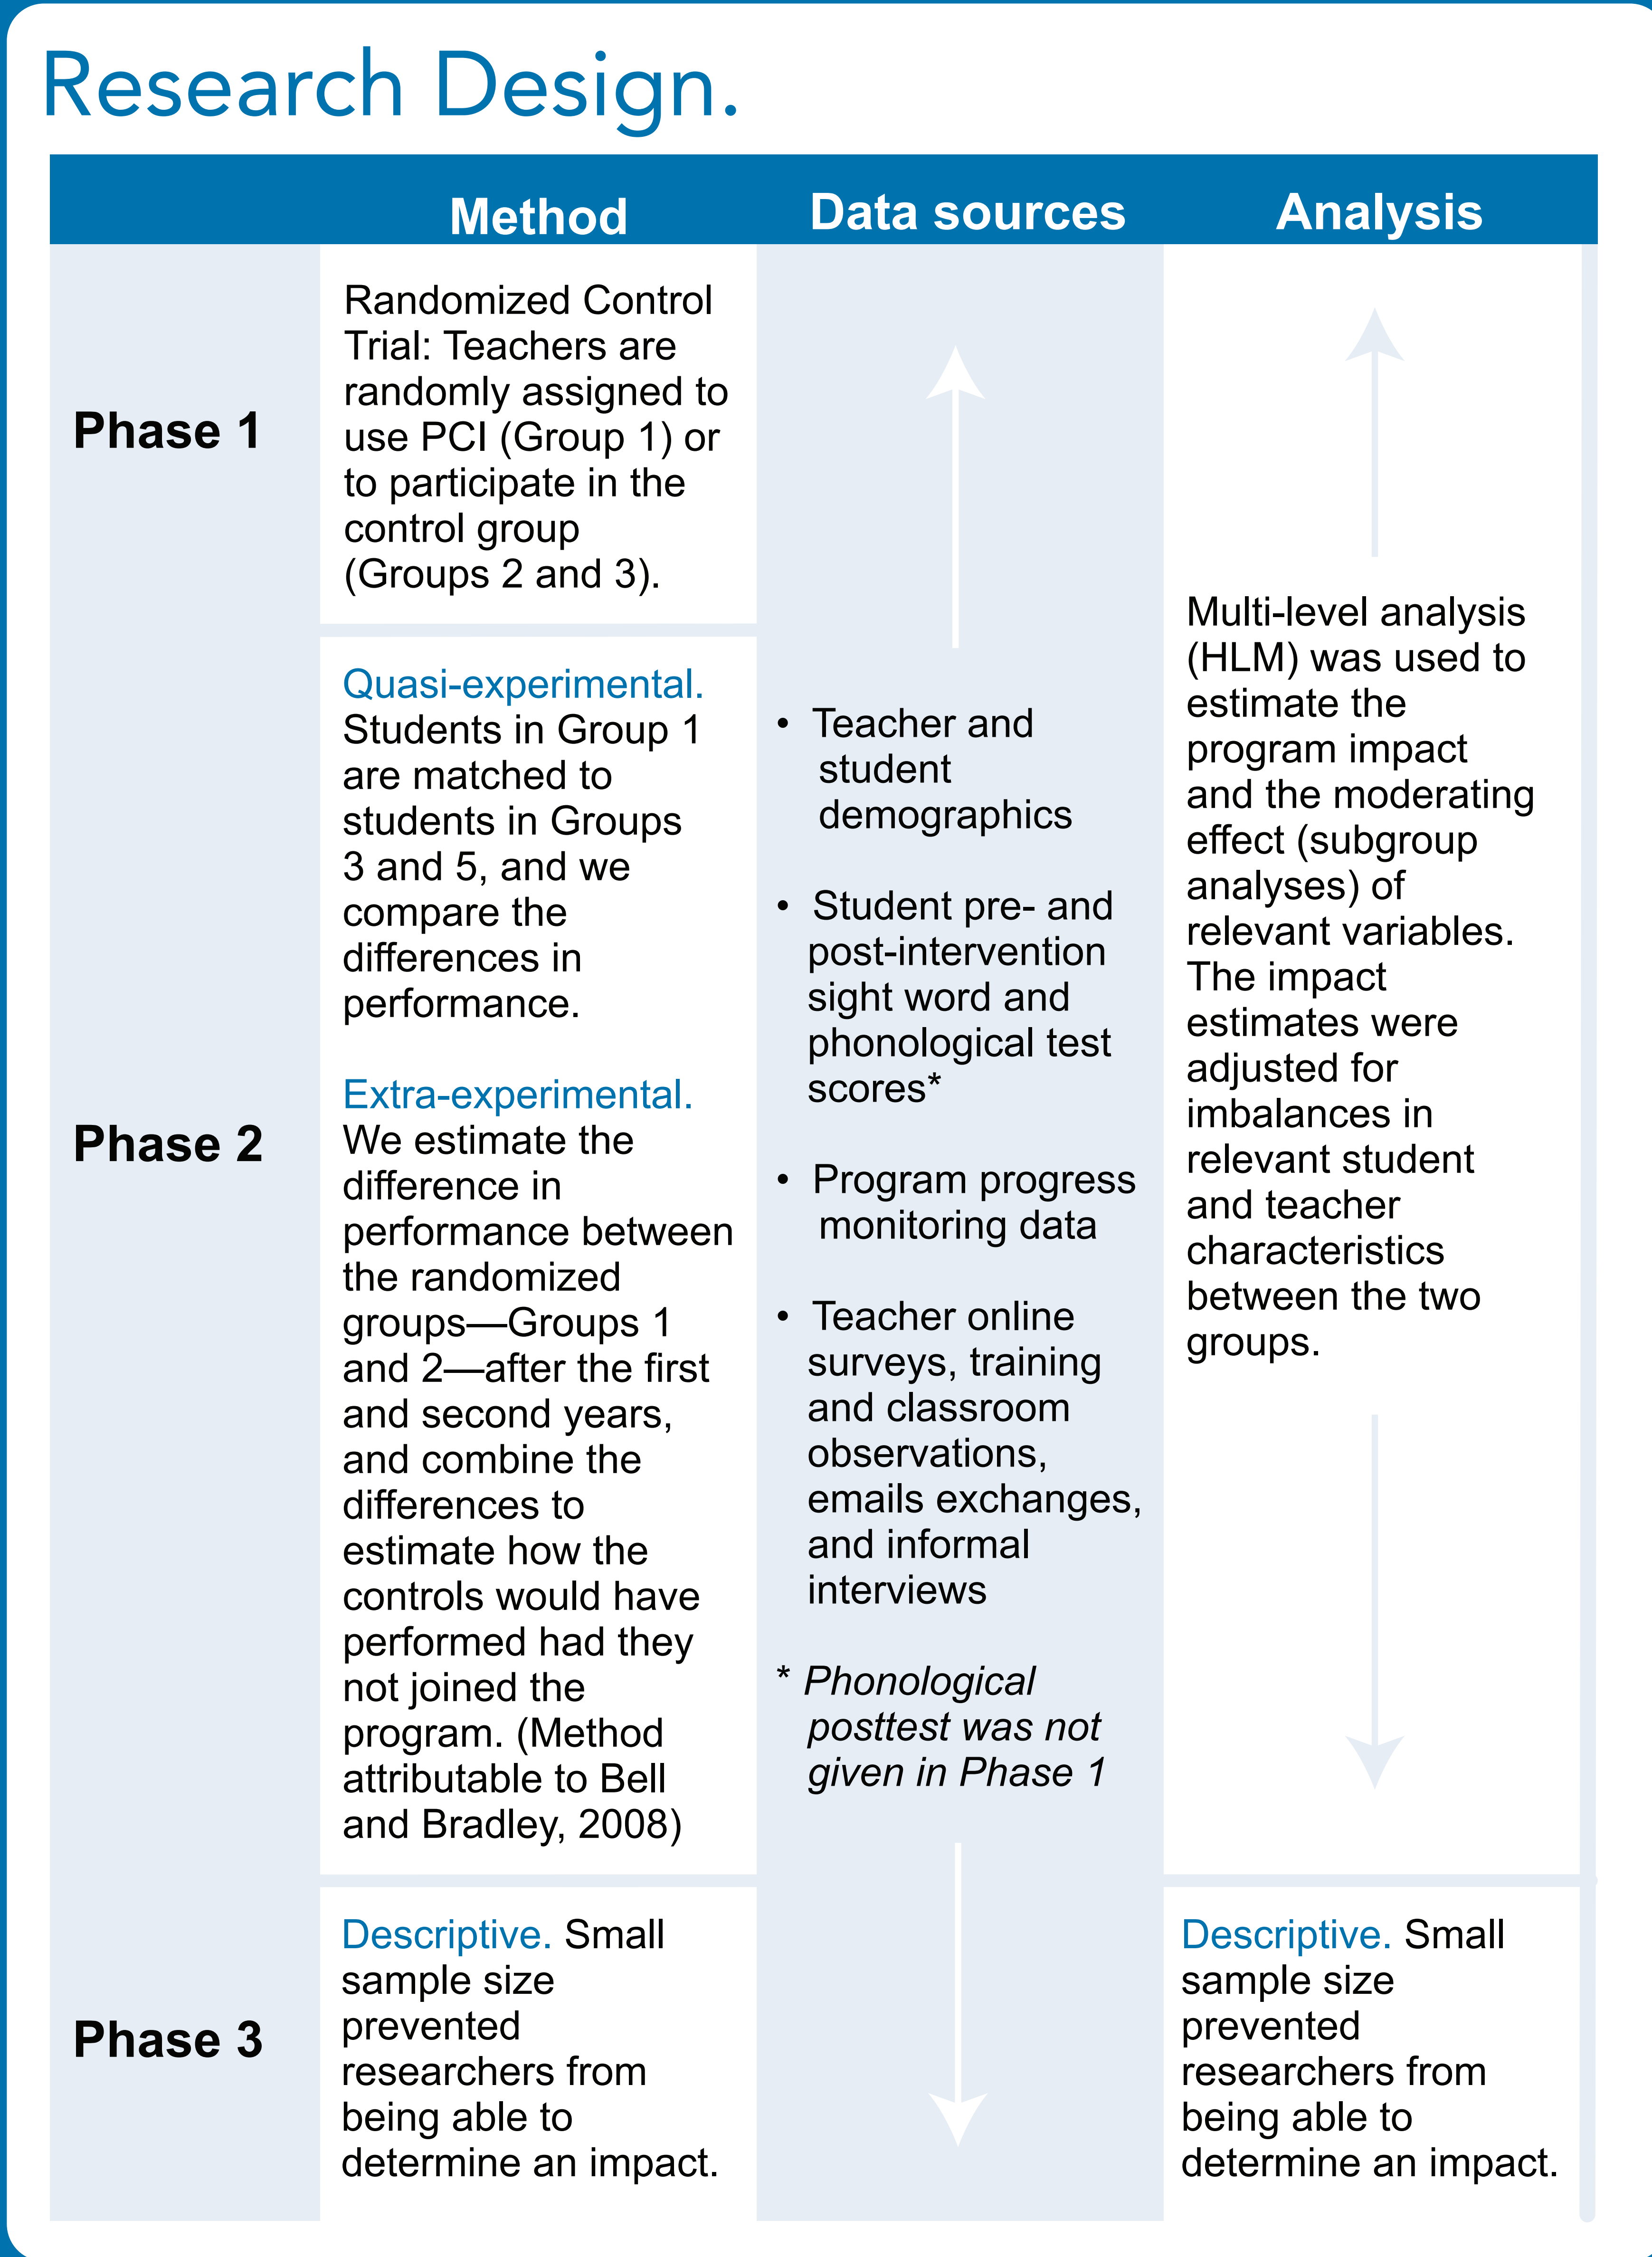 Research Design.
Method
Data sources
Analysis
Phase 1
Randomized Control
Trial: Teachers are
randomly assigned to
use PCI (Group 1) or
to participate in the
control group
(Groups 2 and 3).
Phase 2
Quasi-experimental.
Students in Group 1
are matched to
students in Groups
3 and 5, and we
compare the
differences in
performance.
Extra-experimental.
We estimate the
difference in
performance between
the randomized
groups—Groups 1
and 2—after the first
and second years,
and combine the
differences to
estimate how the
controls would have
performed had they
not joined the
program. (Method
attributable to Bell
and Bradley, 2008)
• Teacher and
student
demographics
• Student pre- and
post-intervention
sight word and
phonological test
scores*
• Program progress
monitoring data
• Teacher online
surveys, training
and classroom
observations,
emails exchanges,
and informal
interviews
* Phonological
posttest was not
given in Phase 1
Multi-level analysis
(HLM) was used to
estimate the
program impact
and the moderating
effect (subgroup
analyses) of
relevant variables.
The impact
estimates were
adjusted for
imbalances in
relevant student
and teacher
characteristics
between the two
groups.
Phase 3
Descriptive. Small
sample size
prevented
researchers from
being able to
determine an impact.
Descriptive. Small
sample size
prevented
researchers from
being able to
determine an impact.